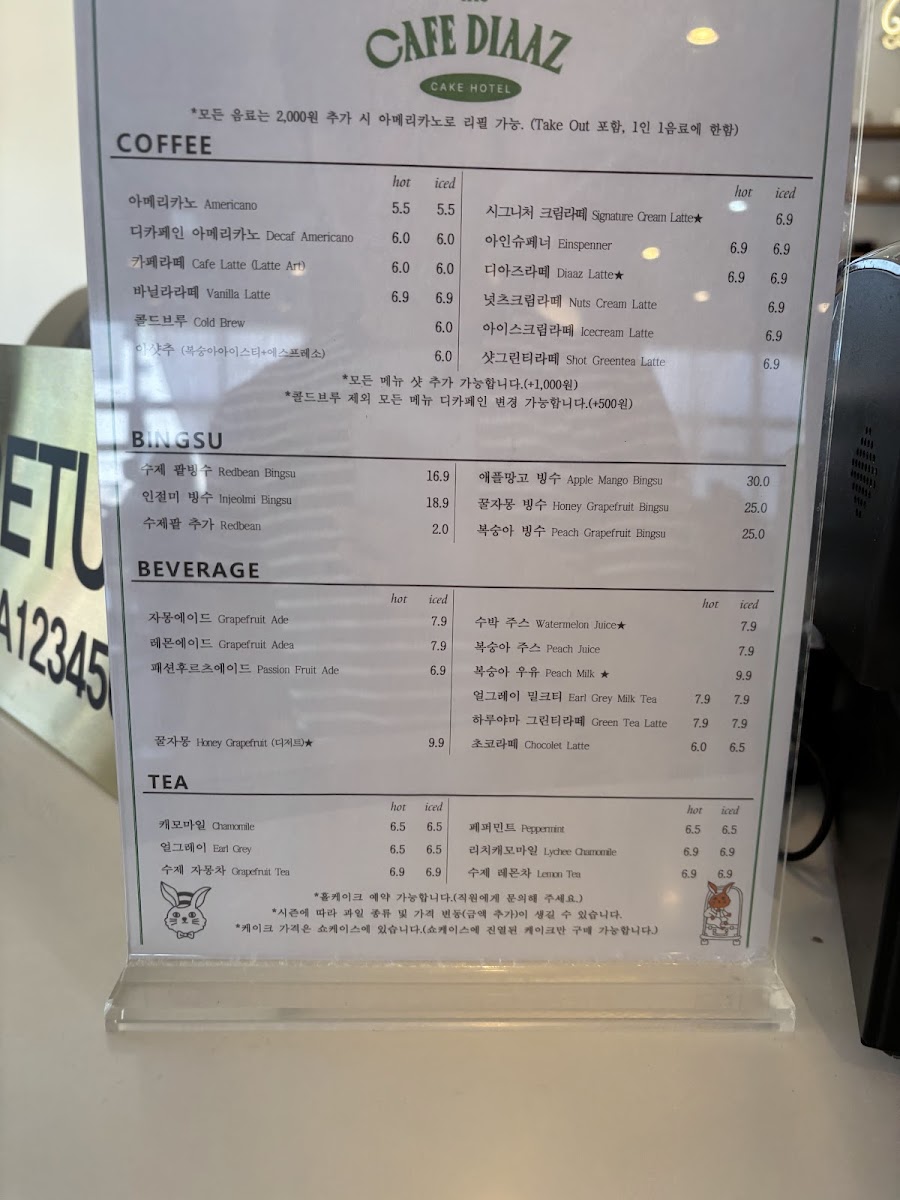 CAFE DIAAZ
CAKE HOTEL
*모든 음료는 2,000원 추가 시 아메리카노로 리필 가능. (Take Out 포함, 1인 1음료에 한함)
COFFEE
hot iced
아메리카노 Americano 5.5 5.5
디카페인 아메리카노 Decaf Americano 6.0 6.0
카페라떼 Cafe Latte (Latte Art) 6.0 6.0
바닐라라떼 Vanilla Latte 6.9 6.9
콜드브루 Cold Brew 6.0
아샷추 (복숭아아이스티+에스프레소) 6.0
hot iced
시그니처 크림라떼 Signature Cream Latte★ 6.9
아인슈페너 Einspenner 6.9 6.9
디아즈라떼 Diaaz Latte★ 6.9 6.9
넛츠크림라떼 Nuts Cream Latte 6.9
아이스크림라떼 Icecream Latte 6.9
샷그린티라떼 Shot Greentea Latte 6.9
*모든 메뉴 샷 추가 가능합니다.(+1,000원)
*콜드브루 제외 모든 메뉴 디카페인 변경 가능합니다.(+500원)
BINGSU
수제 팥빙수 Redbean Bingsu 16.9
인절미 빙수 Injeolmi Bingsu 18.9
수제팥 추가 Redbean 2.0
애플망고 빙수 Apple Mango Bingsu 30.0
꿀자몽 빙수 Honey Grapefruit Bingsu 25.0
복숭아 빙수 Peach Grapefruit Bingsu 25.0
BEVERAGE
hot iced
자몽에이드 Grapefruit Ade 7.9
레몬에이드 Grapefruit Adea 7.9
패션후르츠에이드 Passion Fruit Ade 6.9
꿀자몽 Honey Grapefruit (디저트)★ 9.9
hot iced
수박 주스 Watermelon Juice★ 7.9
복숭아 주스 Peach Juice 7.9
복숭아 우유 Peach Milk ★ 9.9
얼그레이 밀크티 Earl Grey Milk Tea 7.9 7.9
하루야마 그린티라떼 Green Tea Latte 7.9 7.9
초코라떼 Chocolet Latte 6.0 6.5
TEA
hot iced
캐모마일 Chamomile 6.5 6.5
얼그레이 Earl Grey 6.5 6.5
수제 자몽차 Grapefruit Tea 6.9 6.9
hot iced
페퍼민트 Peppermint 6.5 6.5
리치캐모마일 Lychee Chamomile 6.9 6.9
수제 레몬차 Lemon Tea 6.9 6.9
*홀케이크 예약 가능합니다.(직원에게 문의해 주세요.)
*시즌에 따라 과일 종류 및 가격 변동(금액 추가)이 생길 수 있습니다.
*케이크 가격은 쇼케이스에 있습니다.(쇼케이스에 진열된 케이크만 구매 가능합니다.)
ETU
A12345